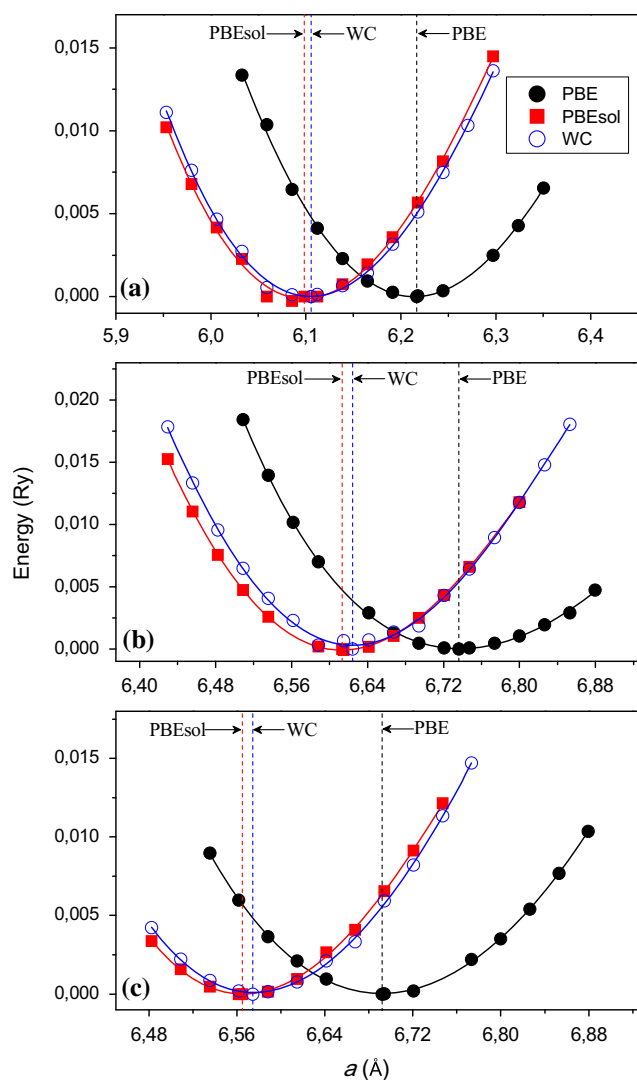 PBEsol WC PBE
0,015
0,010
0,005
0,000
PBE
PBEsol
WC
(a)
5,9 6,0 6,1 6,2 6,3 6,4
PBEsol WC PBE
0,020
0,015
0,010
0,005
0,000
Energy (Ry)
(b)
6,40 6,48 6,56 6,64 6,72 6,80 6,88
PBEsol WC PBE
0,015
0,010
0,005
0,000
(c)
6,48 6,56 6,64 6,72 6,80 6,88
a (Å)